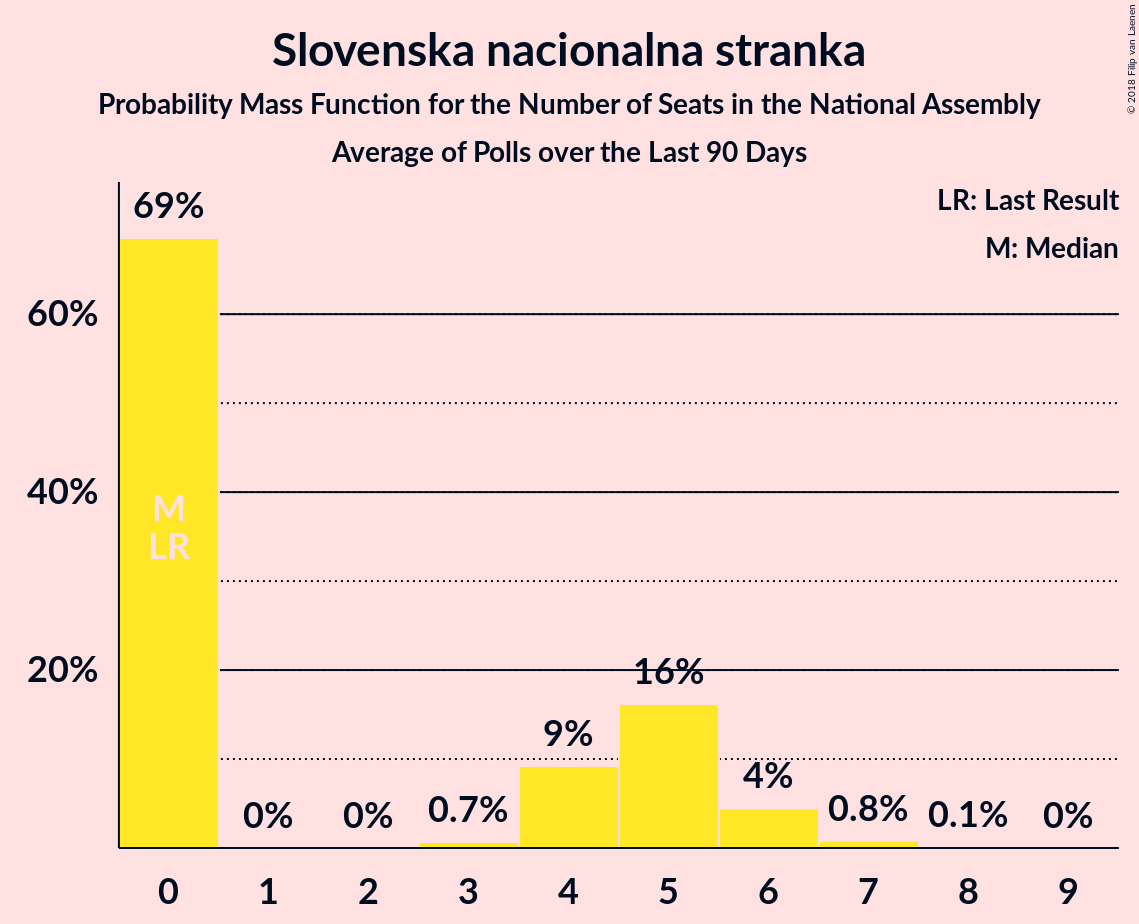 Slovenska nacionalna stranka
Probability Mass Function for the Number of Seats in the National Assembly
Average of Polls over the Last 90 Days
© 2018 Filip van Laenen
LR: Last Result
M: Median
69%
60%
40%
20%
M
LR
0%
0%
0.7%
9%
16%
4%
0.8%
0.1%
0%
0 1 2 3 4 5 6 7 8 9